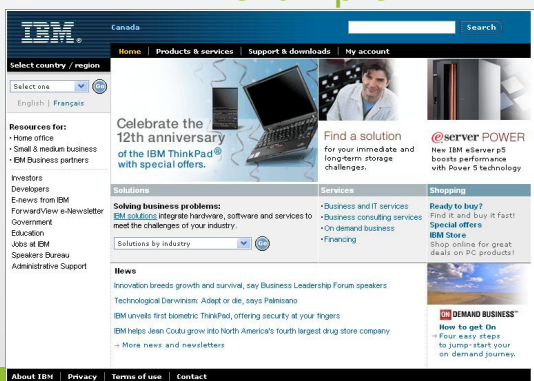 IBM®
Canada
Search
Home | Products & services | Support & downloads | My account
Select country / region
Select one
Go
English | Français
Resources for:
· Home office
· Small & medium business
· IBM Business partners
Investors
Developers
E-news from IBM
ForwardView e-Newsletter
Government
Education
Jobs at IBM
Speakers Bureau
Administrative Support
Celebrate the
12th anniversary
of the IBM ThinkPad®
with special offers.
Find a solution
for your immediate and
long-term storage
challenges.
eserver POWER
New IBM eServer p5
boosts performance
with Power 5 technology
Solutions
Solving business problems:
IBM solutions integrate hardware, software and services to
meet the challenges of your industry.
Solutions by industry
Go
Services
· Business and IT services
· Business consulting services
· On demand business
· Financing
Shopping
Ready to buy?
Find it and buy it fast!
Special offers
IBM Store
Shop online for great
deals on PC products!
News
Innovation breeds growth and survival, say Business Leadership Forum speakers
Technological Darwinism: Adapt or die, says Palmisano
IBM unveils first biometric ThinkPad, offering security at your fingers
IBM helps Jean Coutu grow into North America's fourth largest drug store company
→ More news and newsletters
ON DEMAND BUSINESS™
How to get On
→ Four easy steps
to jump-start your
on demand journey.
About IBM | Privacy | Terms of use | Contact